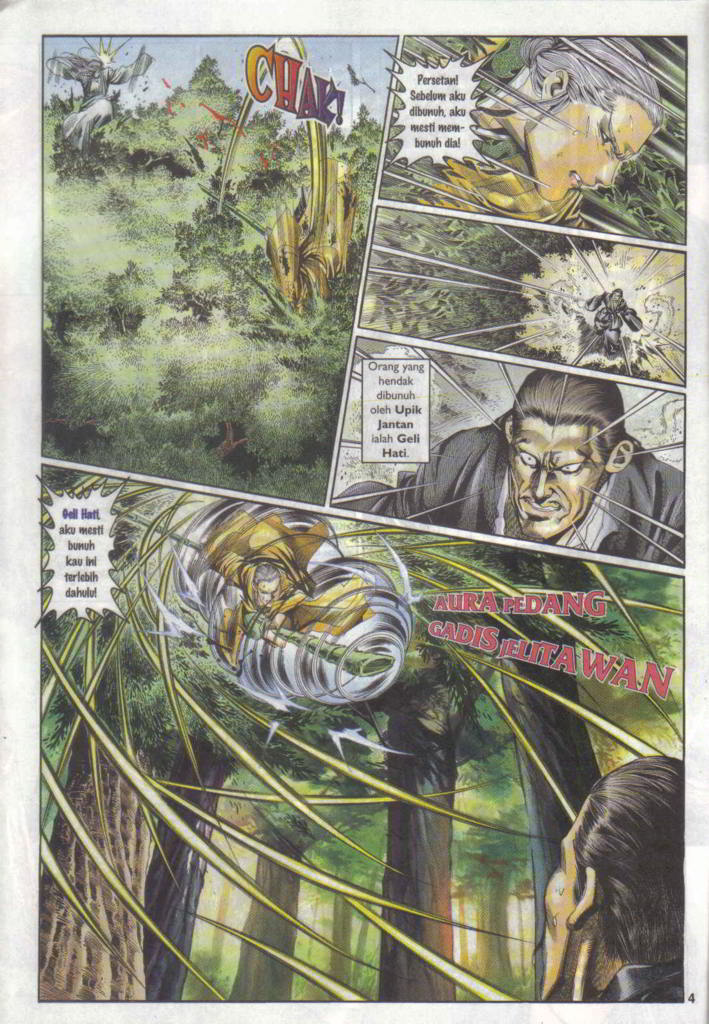 CHAK!
Persetan!
Sebelum aku
dibunuh, aku
mesti mem-
bunuh dia!
Orang yang
hendak
dibunuh
oleh Upik
Jantan
ialah Geli
Hati.
Geli Hati,
aku mesti
bunuh
kau ini
terlebih
dahulu!
AURA PEDANG
GADIS JELITAWAN
4